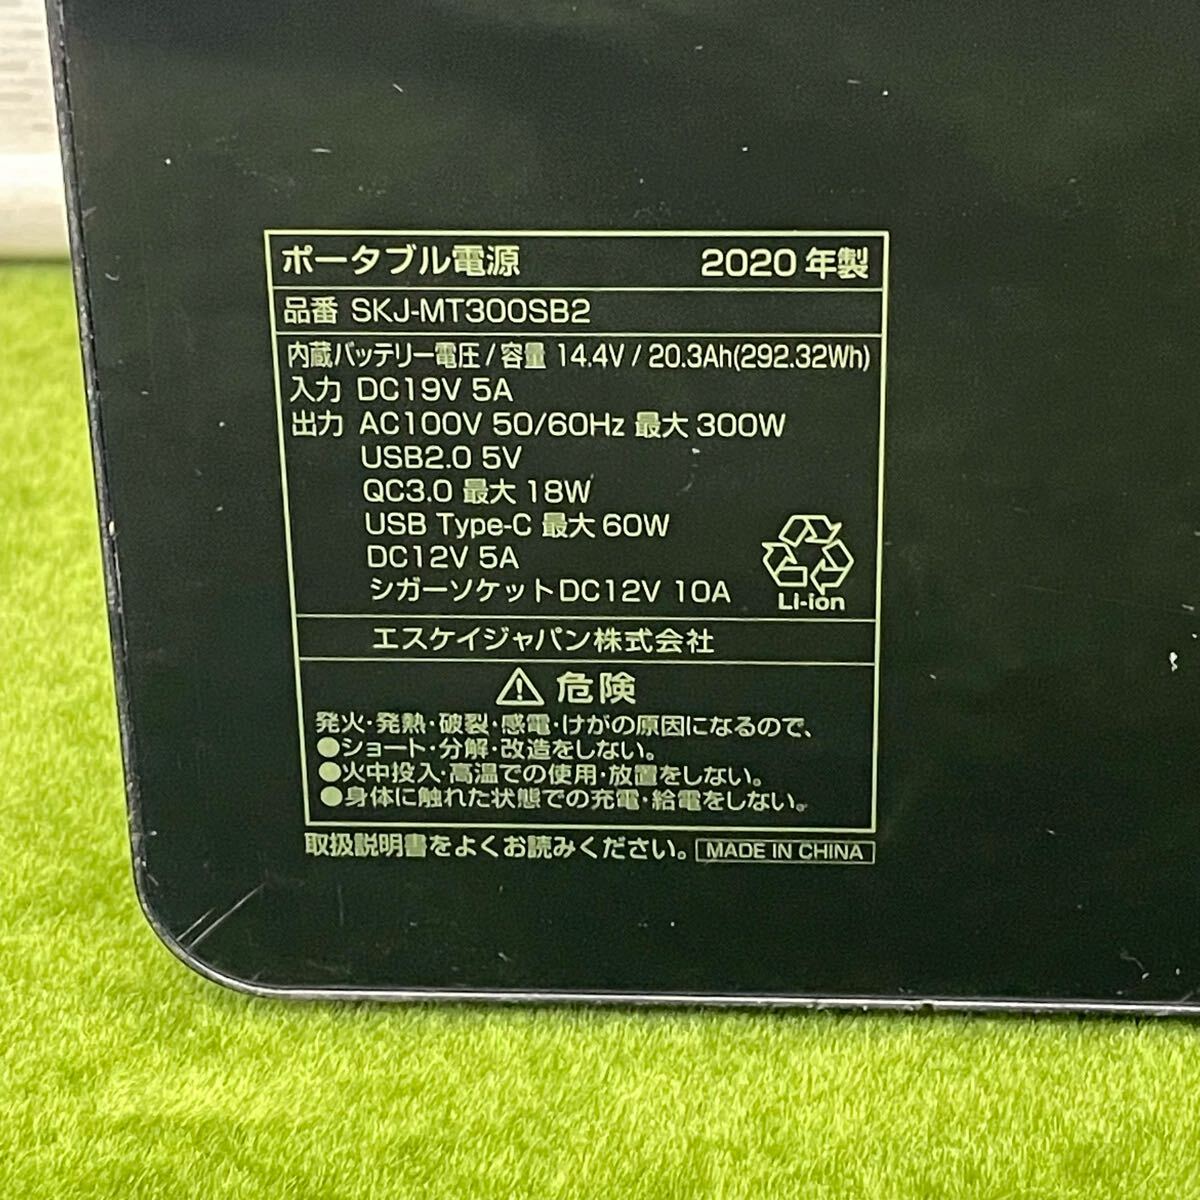 ポータブル電源 2020年製
品番 SKJ-MT300SB2
内蔵バッテリー電圧/容量 14.4V / 20.3Ah(292.32Wh)
入力 DC19V 5A
出力 AC100V 50/60Hz 最大 300W
USB2.0 5V
QC3.0 最大 18W
USB Type-C 最大 60W
DC12V 5A
シガーソケットDC12V 10A
Li-ion
エスケイジャパン株式会社
⚠ 危険
発火・発熱・破裂・感電・けがの原因になるので、
●ショート・分解・改造をしない。
●火中投入・高温での使用・放置をしない。
●身体に触れた状態での充電・給電をしない。
取扱説明書をよくお読みください。 MADE IN CHINA